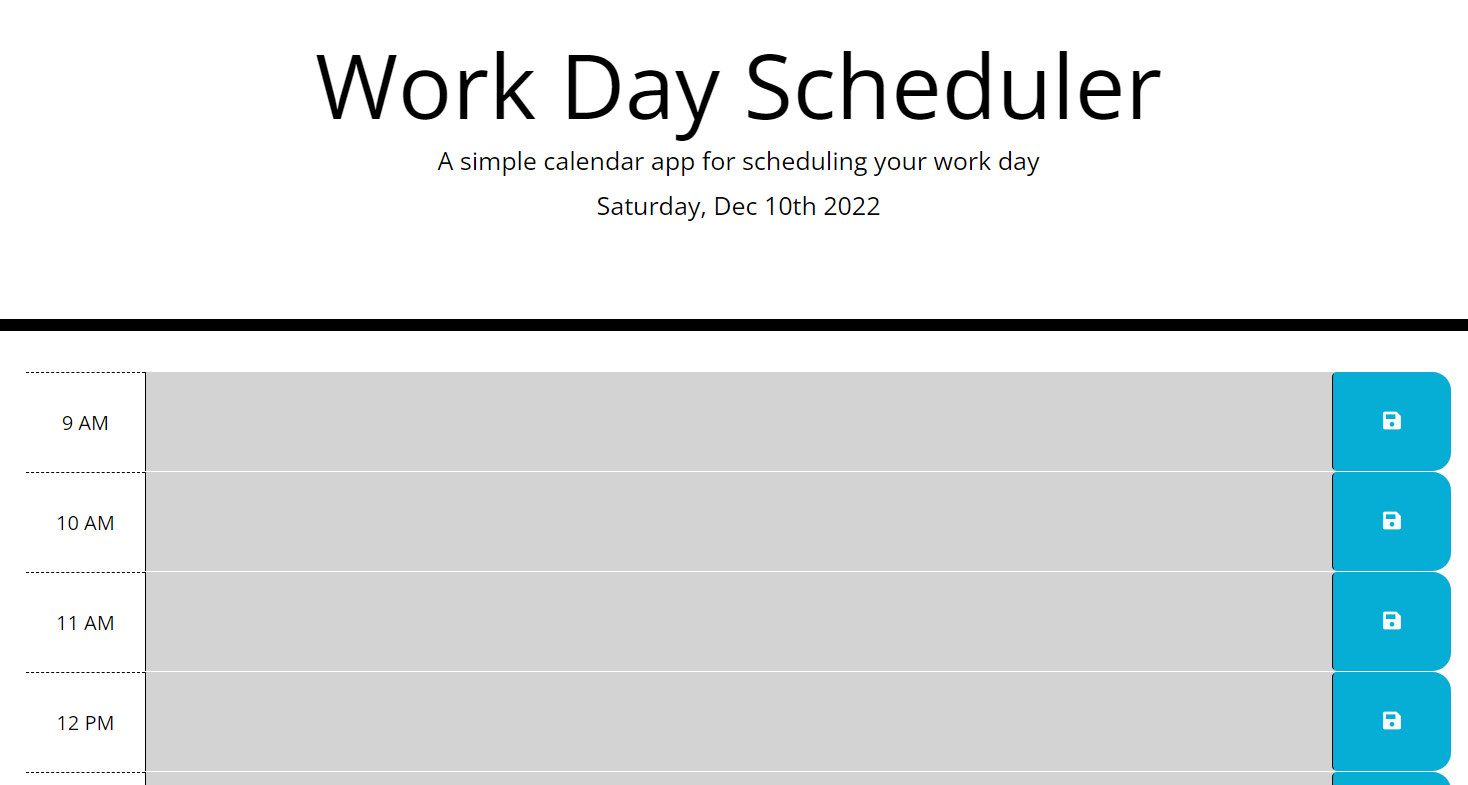 Work Day Scheduler
A simple calendar app for scheduling your work day
Saturday, Dec 10th 2022
9 AM
10 AM
11 AM
12 PM